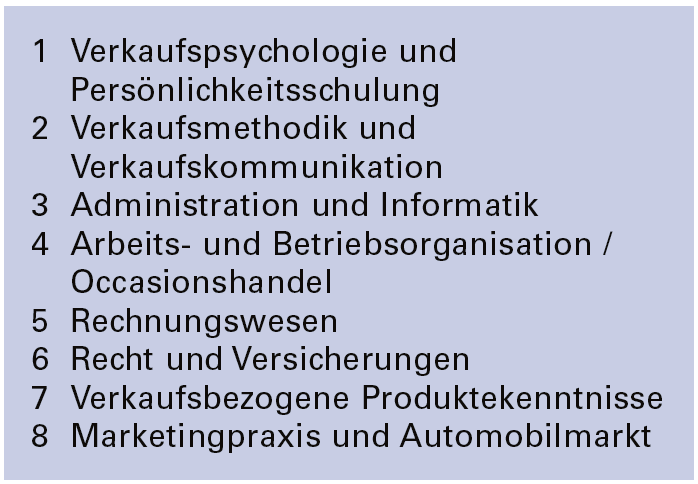 1 Verkaufspsychologie und
Persönlichkeitsschulung
2 Verkaufsmethodik und
Verkaufskommunikation
3 Administration und Informatik
4 Arbeits- und Betriebsorganisation /
Occasionshandel
5 Rechnungswesen
6 Recht und Versicherungen
7 Verkaufsbezogene Produktekenntnisse
8 Marketingpraxis und Automobilmarkt